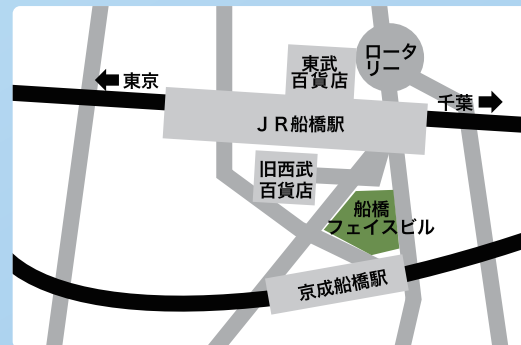 ロータ
リー
東武
百貨店
東京
千葉
ＪＲ船橋駅
旧西武
百貨店
船橋
フェイスビル
京成船橋駅